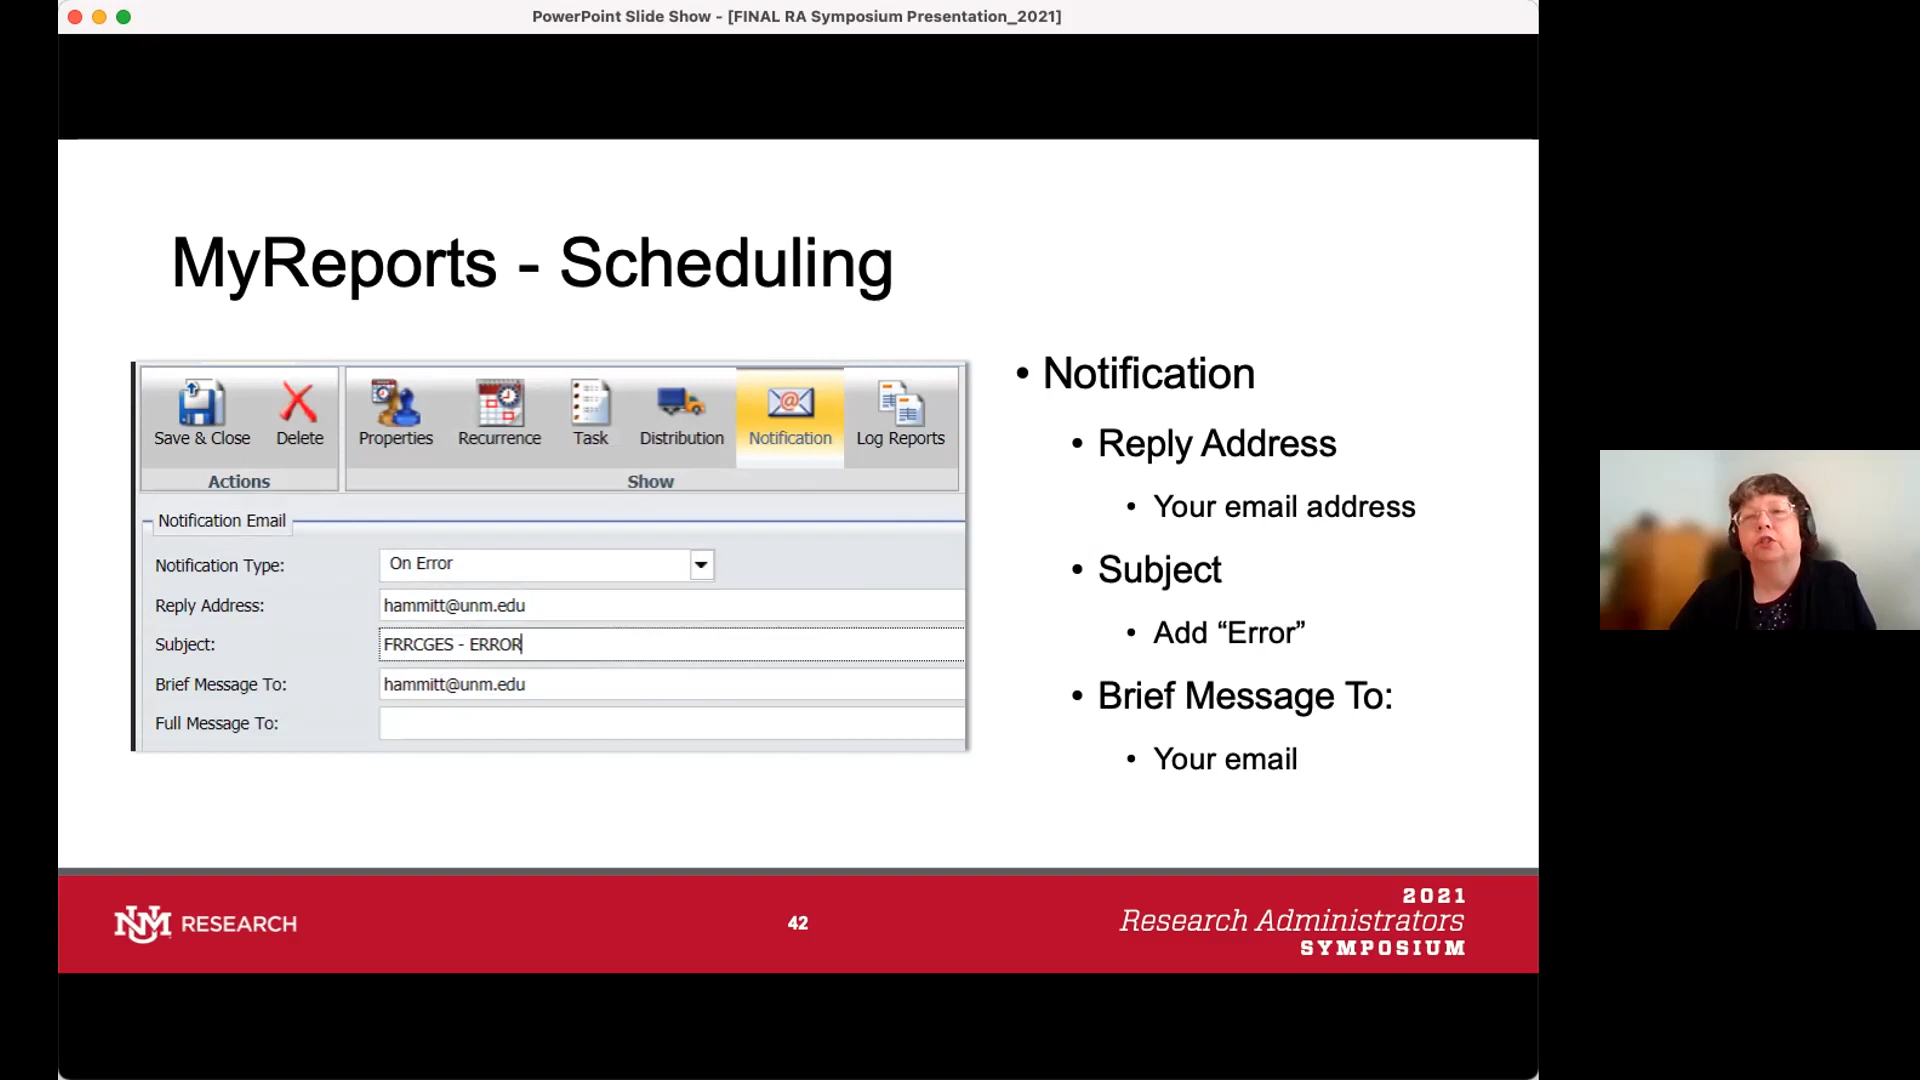 PowerPoint Slide Show - [FINAL RA Symposium Presentation_2021]
MyReports - Scheduling
Save & Close Delete Properties Recurrence Task Distribution Notification Log Reports
Actions Show
Notification Email
Notification Type: On Error
Reply Address: hammitt@unm.edu
Subject: FRRCGES - ERROR
Brief Message To: hammitt@unm.edu
Full Message To:
• Notification
• Reply Address
• Your email address
• Subject
• Add “Error”
• Brief Message To:
• Your email
UNM RESEARCH
42
2021
Research Administrators
SYMPOSIUM